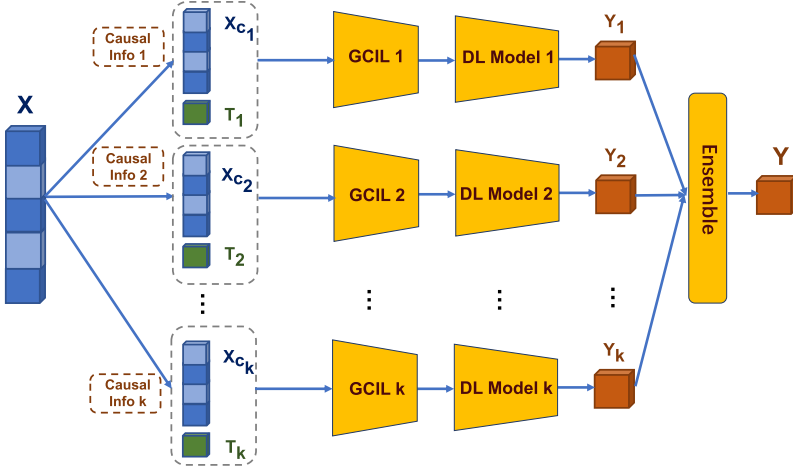 X
Causal
Info 1
Xc1
T1
GCIL 1
DL Model 1
Y1
Causal
Info 2
Xc2
T2
GCIL 2
DL Model 2
Y2
Causal
Info k
Xck
Tk
GCIL k
DL Model k
Yk
Ensemble
Y